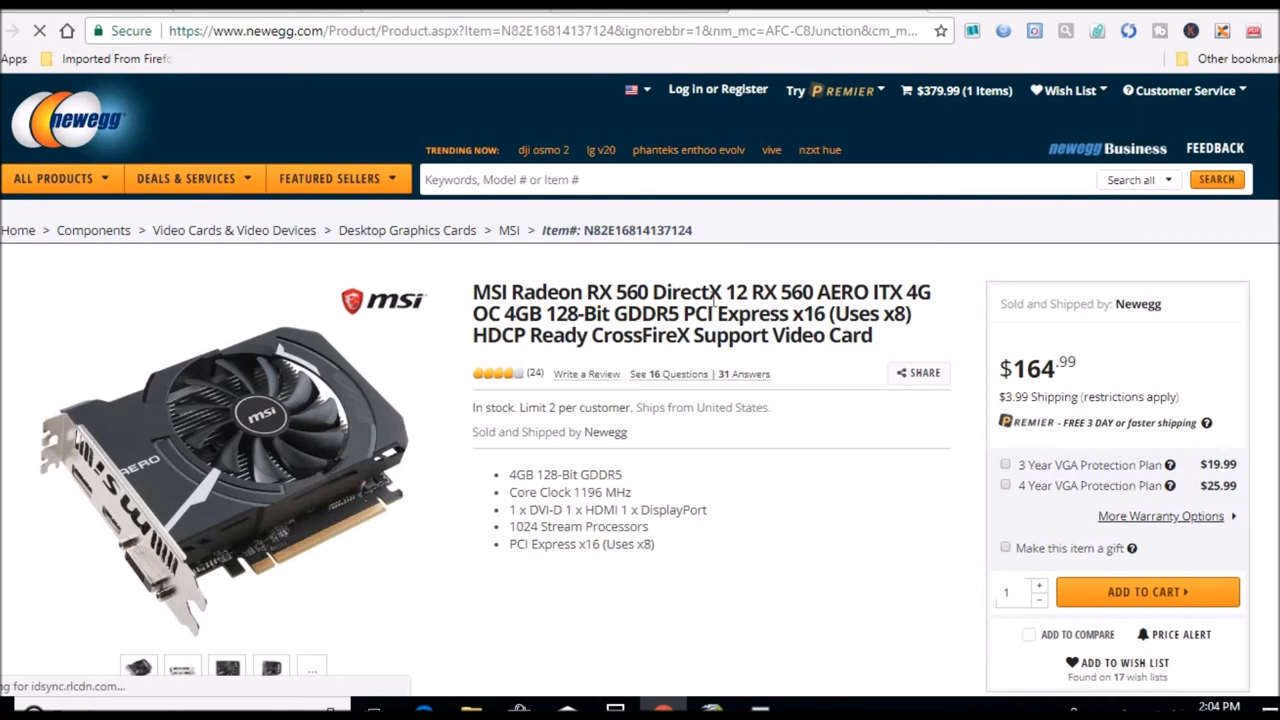 Secure
https://www.newegg.com/Product/Product.aspx?Item=N82E16814137124&ignorebbr=1&nm_mc=AFC-C8Junction&cm_m...
Apps
Imported From Firef
Other bookmar
newegg
Log in or Register
Try PREMIER
$379.99 (1 Items)
Wish List
Customer Service
TRENDING NOW: dji osmo 2 lg v20 phanteks enthoo evolv vive nzxt hue
newegg Business
FEEDBACK
ALL PRODUCTS
DEALS & SERVICES
FEATURED SELLERS
Keywords, Model # or Item #
Search all
SEARCH
Home > Components > Video Cards & Video Devices > Desktop Graphics Cards > MSI > Item#: N82E16814137124
msi
MSI Radeon RX 560 DirectX 12 RX 560 AERO ITX 4G
OC 4GB 128-Bit GDDR5 PCI Express x16 (Uses x8)
HDCP Ready CrossFireX Support Video Card
(24) Write a Review See 16 Questions | 31 Answers
SHARE
In stock. Limit 2 per customer. Ships from United States.
Sold and Shipped by Newegg
4GB 128-Bit GDDR5
Core Clock 1196 MHz
1 x DVI-D 1 x HDMI 1 x DisplayPort
1024 Stream Processors
PCI Express x16 (Uses x8)
msi
AERO
msi
...
Sold and Shipped by: Newegg
$164.99
$3.99 Shipping (restrictions apply)
PREMIER - FREE 3 DAY or faster shipping
3 Year VGA Protection Plan $19.99
4 Year VGA Protection Plan $25.99
More Warranty Options
Make this item a gift
1
ADD TO CART
ADD TO COMPARE
PRICE ALERT
ADD TO WISH LIST
Found on 17 wish lists
ng for idsync.rlcdn.com...
2:04 PM